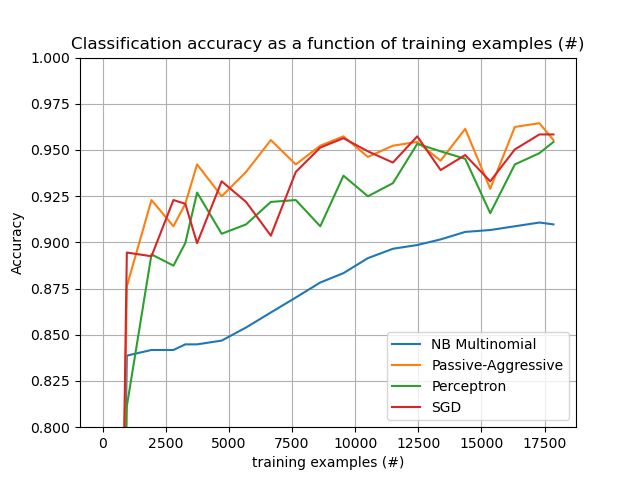 Classification accuracy as a function of training examples (#)
1.000
0.975
0.950
0.925
0.900
0.875
0.850
0.825
0.800
Accuracy
NB Multinomial
Passive-Aggressive
Perceptron
SGD
0 2500 5000 7500 10000 12500 15000 17500
training examples (#)